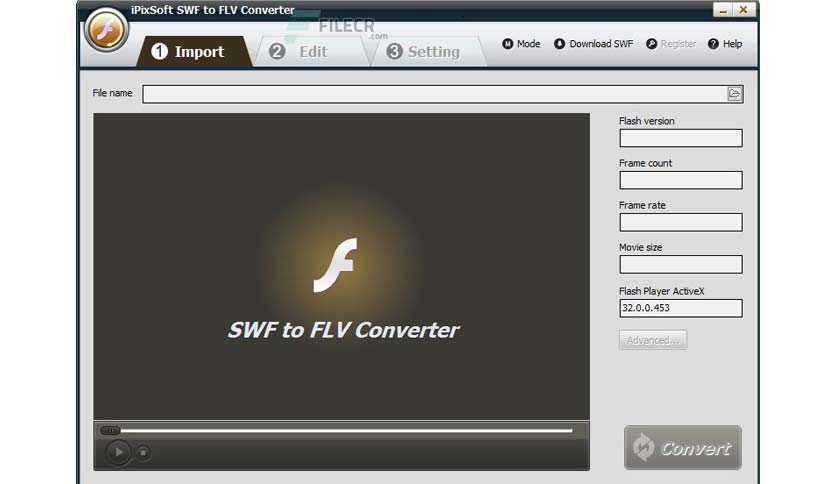 iPixSoft SWF to FLV Converter
FILECR
.com
1 Import
2 Edit
3 Setting
M Mode
Download SWF
Register
? Help
File name
Flash version
Frame count
Frame rate
Movie size
Flash Player ActiveX
32.0.0.453
Advanced...
SWF to FLV Converter
Convert